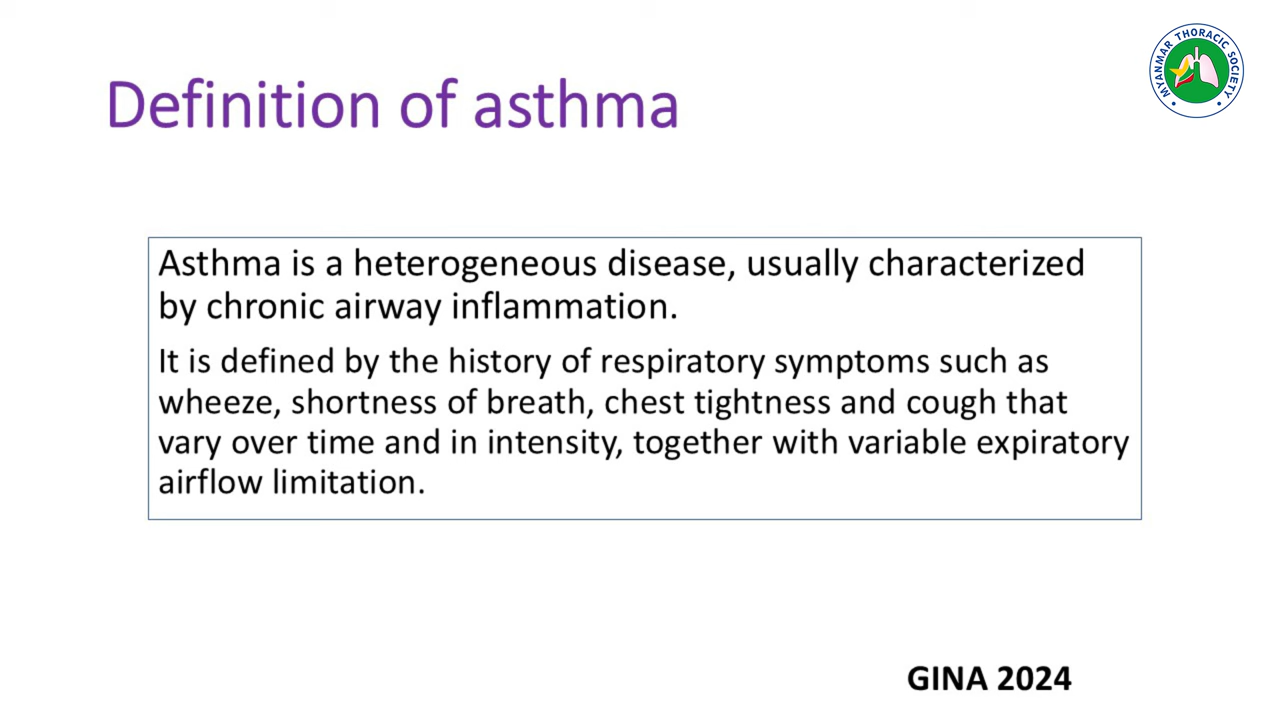 MYANMAR THORACIC SOCIETY
Definition of asthma
Asthma is a heterogeneous disease, usually characterized
by chronic airway inflammation.
It is defined by the history of respiratory symptoms such as
wheeze, shortness of breath, chest tightness and cough that
vary over time and in intensity, together with variable expiratory
airflow limitation.
GINA 2024